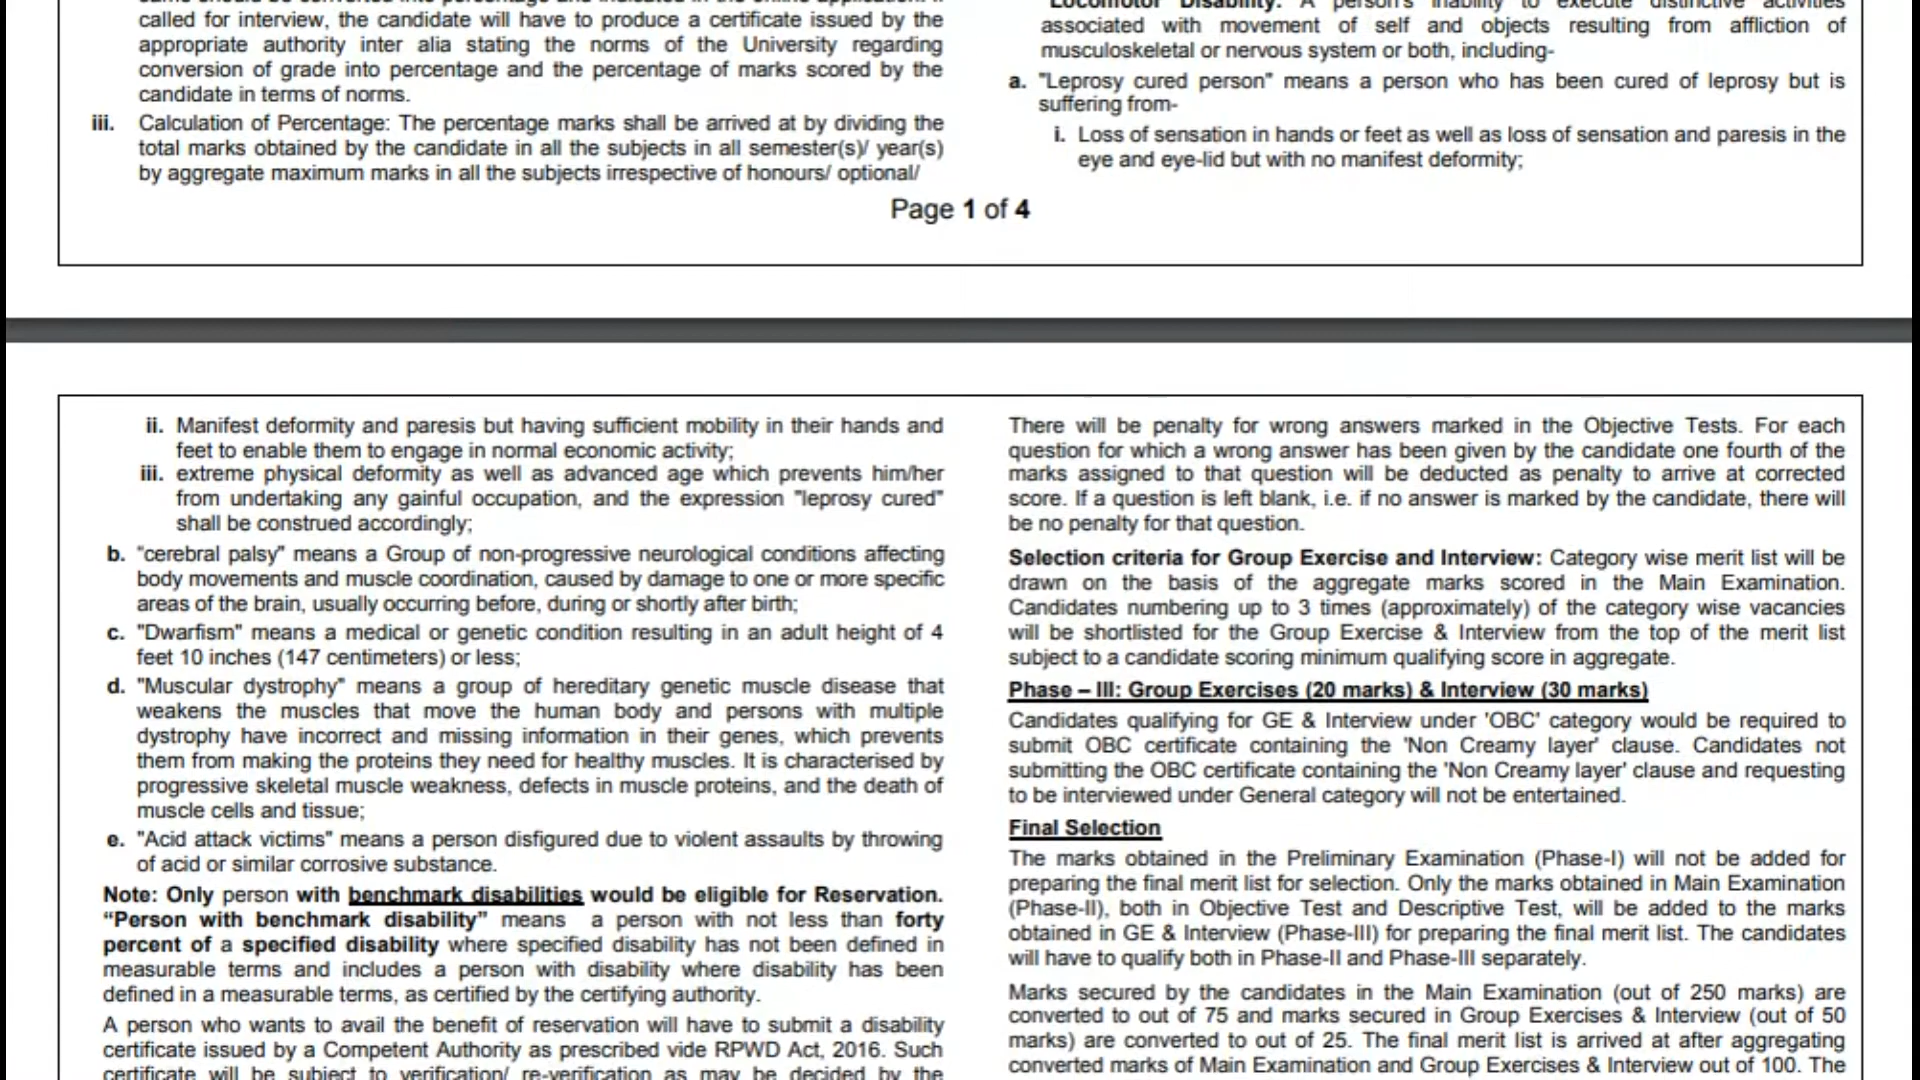 same should be converted into percentage and indicated in the online application. If
called for interview, the candidate will have to produce a certificate issued by the
appropriate authority inter alia stating the norms of the University regarding
conversion of grade into percentage and the percentage of marks scored by the
candidate in terms of norms.
iii. Calculation of Percentage: The percentage marks shall be arrived at by dividing the
total marks obtained by the candidate in all the subjects in all semester(s)/ year(s)
by aggregate maximum marks in all the subjects irrespective of honours/ optional/
"Locomotor Disability: A person's inability to execute distinctive activities
associated with movement of self and objects resulting from affliction of
musculoskeletal or nervous system or both, including-
a. "Leprosy cured person" means a person who has been cured of leprosy but is
suffering from-
i. Loss of sensation in hands or feet as well as loss of sensation and paresis in the
eye and eye-lid but with no manifest deformity;
Page 1 of 4
ii. Manifest deformity and paresis but having sufficient mobility in their hands and
feet to enable them to engage in normal economic activity;
iii. extreme physical deformity as well as advanced age which prevents him/her
from undertaking any gainful occupation, and the expression "leprosy cured"
shall be construed accordingly;
b. "cerebral palsy" means a Group of non-progressive neurological conditions affecting
body movements and muscle coordination, caused by damage to one or more specific
areas of the brain, usually occurring before, during or shortly after birth;
c. "Dwarfism" means a medical or genetic condition resulting in an adult height of 4
feet 10 inches (147 centimeters) or less;
d. "Muscular dystrophy" means a group of hereditary genetic muscle disease that
weakens the muscles that move the human body and persons with multiple
dystrophy have incorrect and missing information in their genes, which prevents
them from making the proteins they need for healthy muscles. It is characterised by
progressive skeletal muscle weakness, defects in muscle proteins, and the death of
muscle cells and tissue;
e. "Acid attack victims" means a person disfigured due to violent assaults by throwing
of acid or similar corrosive substance.
Note: Only person with benchmark disabilities would be eligible for Reservation.
“Person with benchmark disability” means a person with not less than forty
percent of a specified disability where specified disability has not been defined in
measurable terms and includes a person with disability where disability has been
defined in a measurable terms, as certified by the certifying authority.
A person who wants to avail the benefit of reservation will have to submit a disability
certificate issued by a Competent Authority as prescribed vide RPWD Act, 2016. Such
certificate will be subject to verification/ re-verification as may be decided by the
There will be penalty for wrong answers marked in the Objective Tests. For each
question for which a wrong answer has been given by the candidate one fourth of the
marks assigned to that question will be deducted as penalty to arrive at corrected
score. If a question is left blank, i.e. if no answer is marked by the candidate, there will
be no penalty for that question.
Selection criteria for Group Exercise and Interview: Category wise merit list will be
drawn on the basis of the aggregate marks scored in the Main Examination.
Candidates numbering up to 3 times (approximately) of the category wise vacancies
will be shortlisted for the Group Exercise & Interview from the top of the merit list
subject to a candidate scoring minimum qualifying score in aggregate.
Phase – III: Group Exercises (20 marks) & Interview (30 marks)
Candidates qualifying for GE & Interview under 'OBC' category would be required to
submit OBC certificate containing the 'Non Creamy layer' clause. Candidates not
submitting the OBC certificate containing the 'Non Creamy layer' clause and requesting
to be interviewed under General category will not be entertained.
Final Selection
The marks obtained in the Preliminary Examination (Phase-I) will not be added for
preparing the final merit list for selection. Only the marks obtained in Main Examination
(Phase-II), both in Objective Test and Descriptive Test, will be added to the marks
obtained in GE & Interview (Phase-III) for preparing the final merit list. The candidates
will have to qualify both in Phase-II and Phase-III separately.
Marks secured by the candidates in the Main Examination (out of 250 marks) are
converted to out of 75 and marks secured in Group Exercises & Interview (out of 50
marks) are converted to out of 25. The final merit list is arrived at after aggregating
converted marks of Main Examination and Group Exercises & Interview out of 100. The